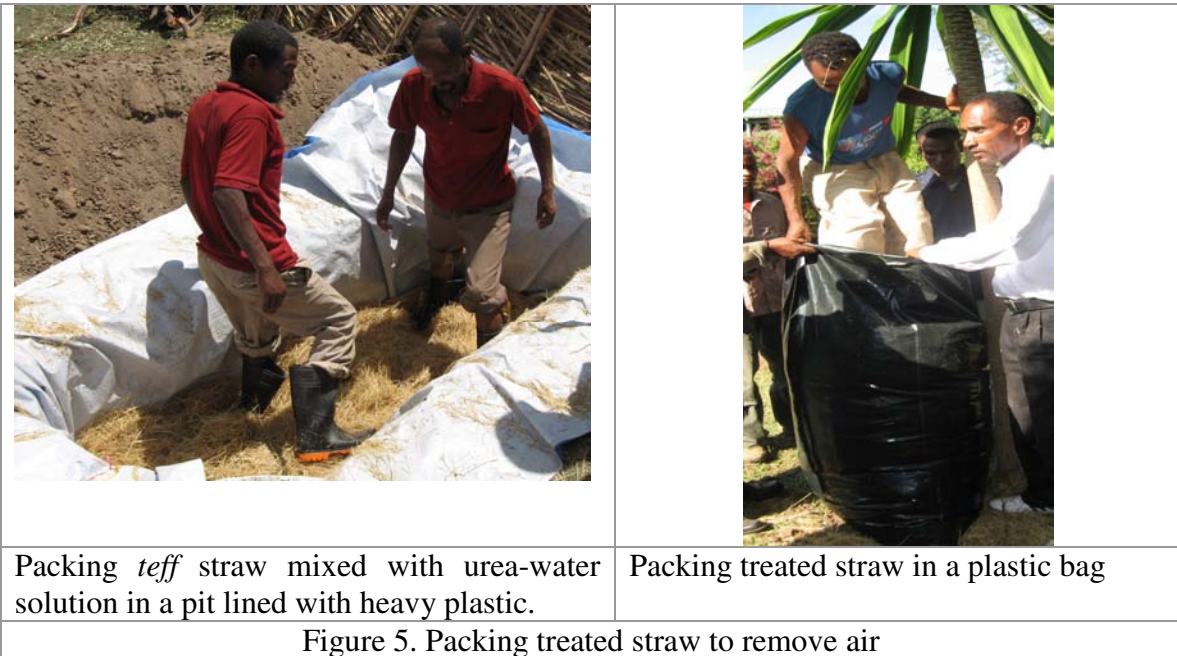 Packing teff straw mixed with urea-water
solution in a pit lined with heavy plastic.
Packing treated straw in a plastic bag
Figure 5. Packing treated straw to remove air